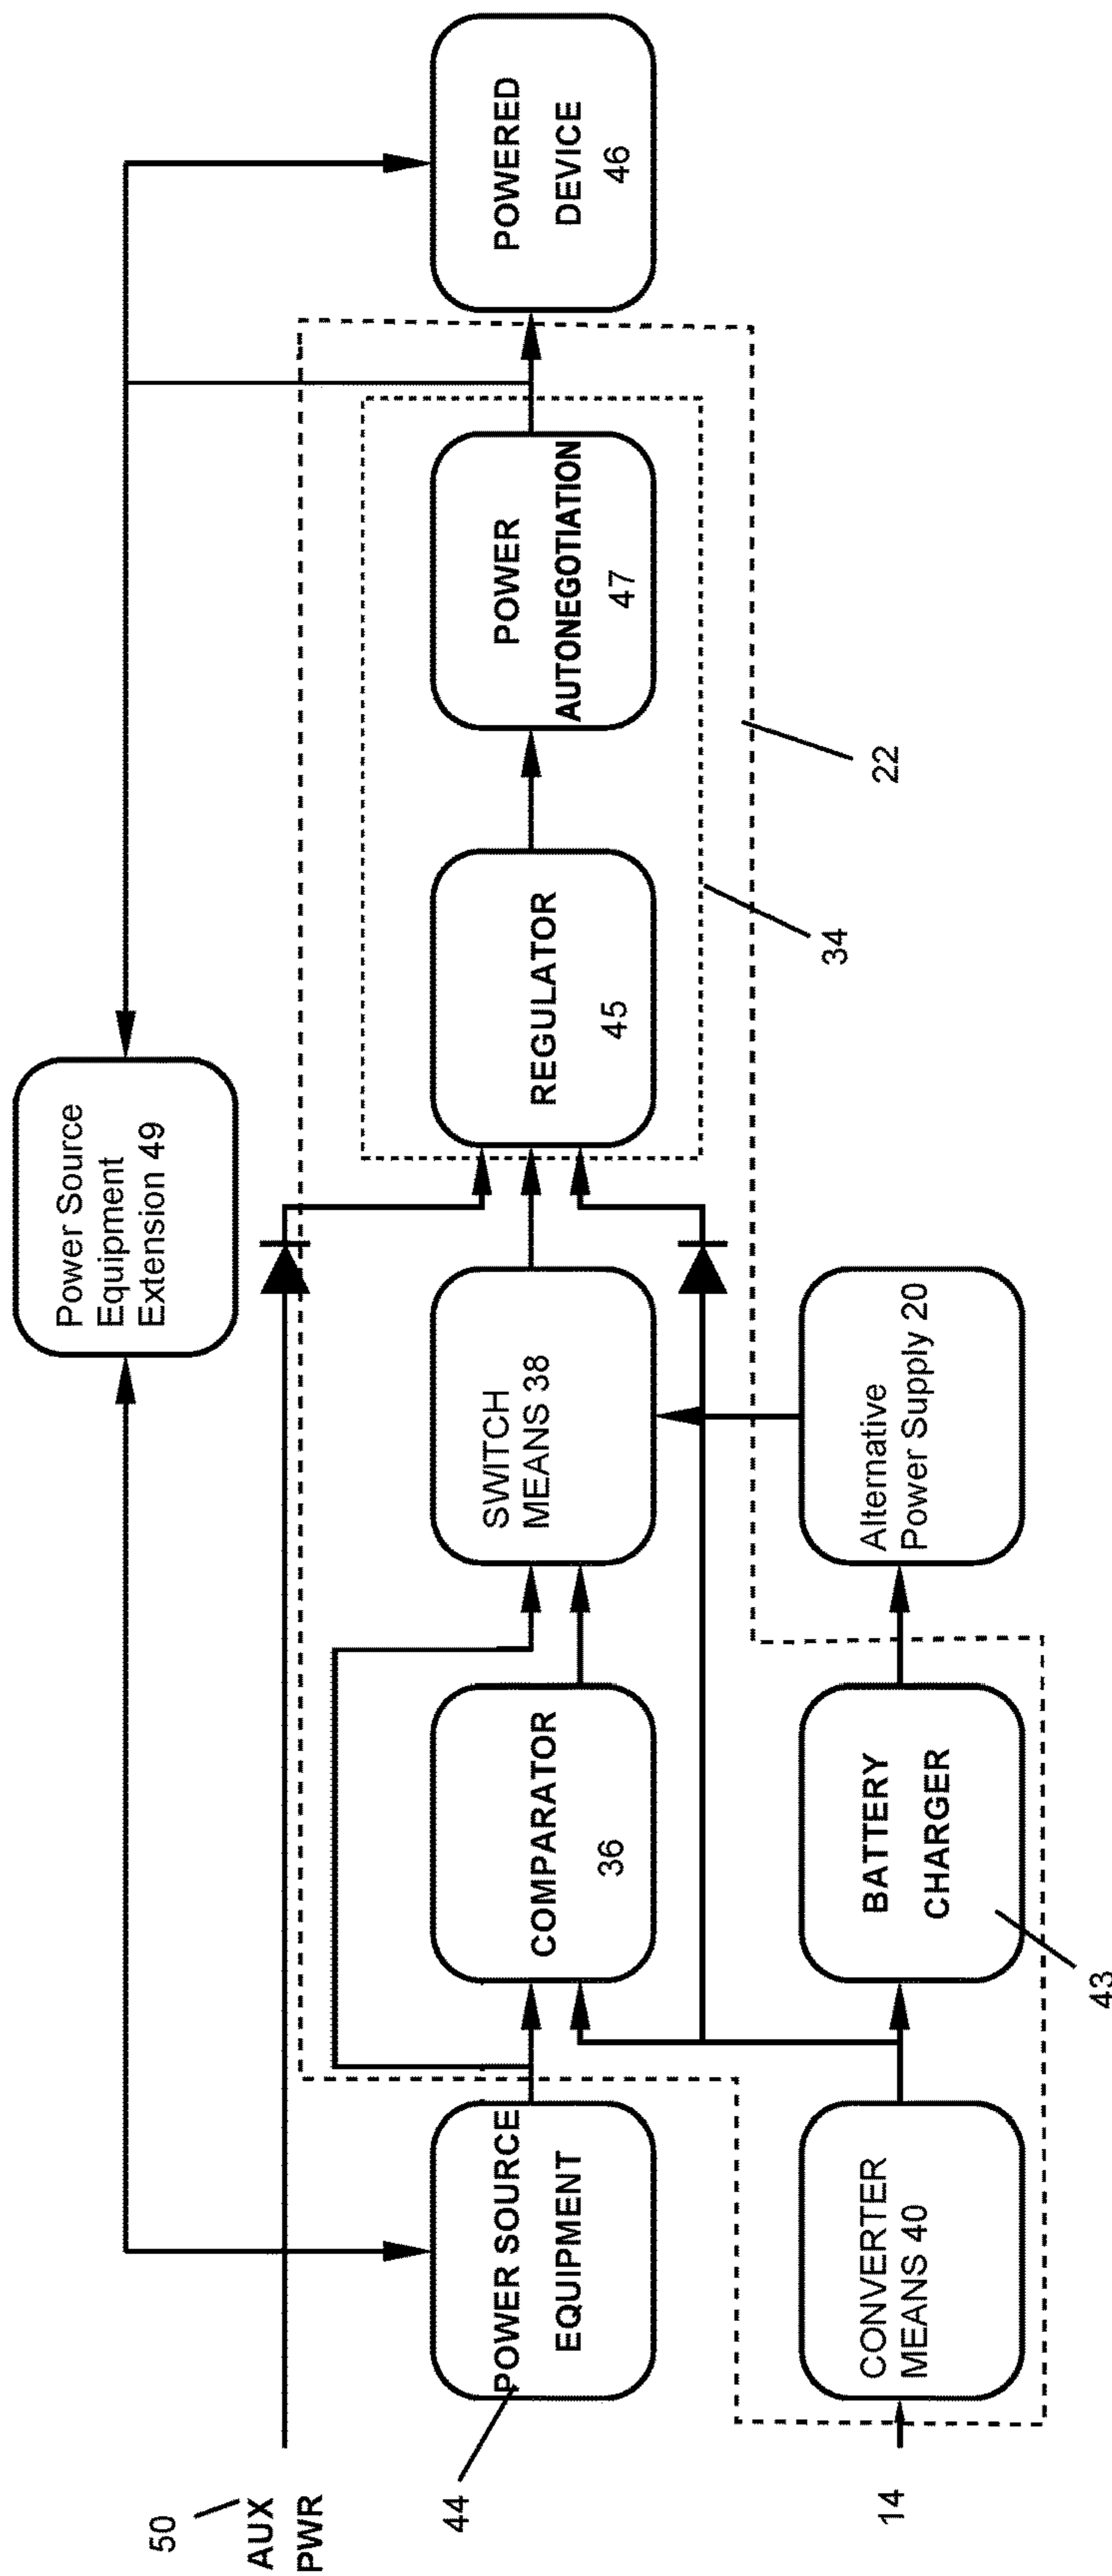 50
AUX
PWR
Power Source
Equipment
Extension 49
44
POWER SOURCE
EQUIPMENT
COMPARATOR
36
SWITCH
MEANS 38
REGULATOR
45
POWER
AUTONEGOTIATION
47
POWERED
DEVICE
46
14
CONVERTER
MEANS 40
BATTERY
CHARGER
43
Alternative
Power Supply 20
34
22